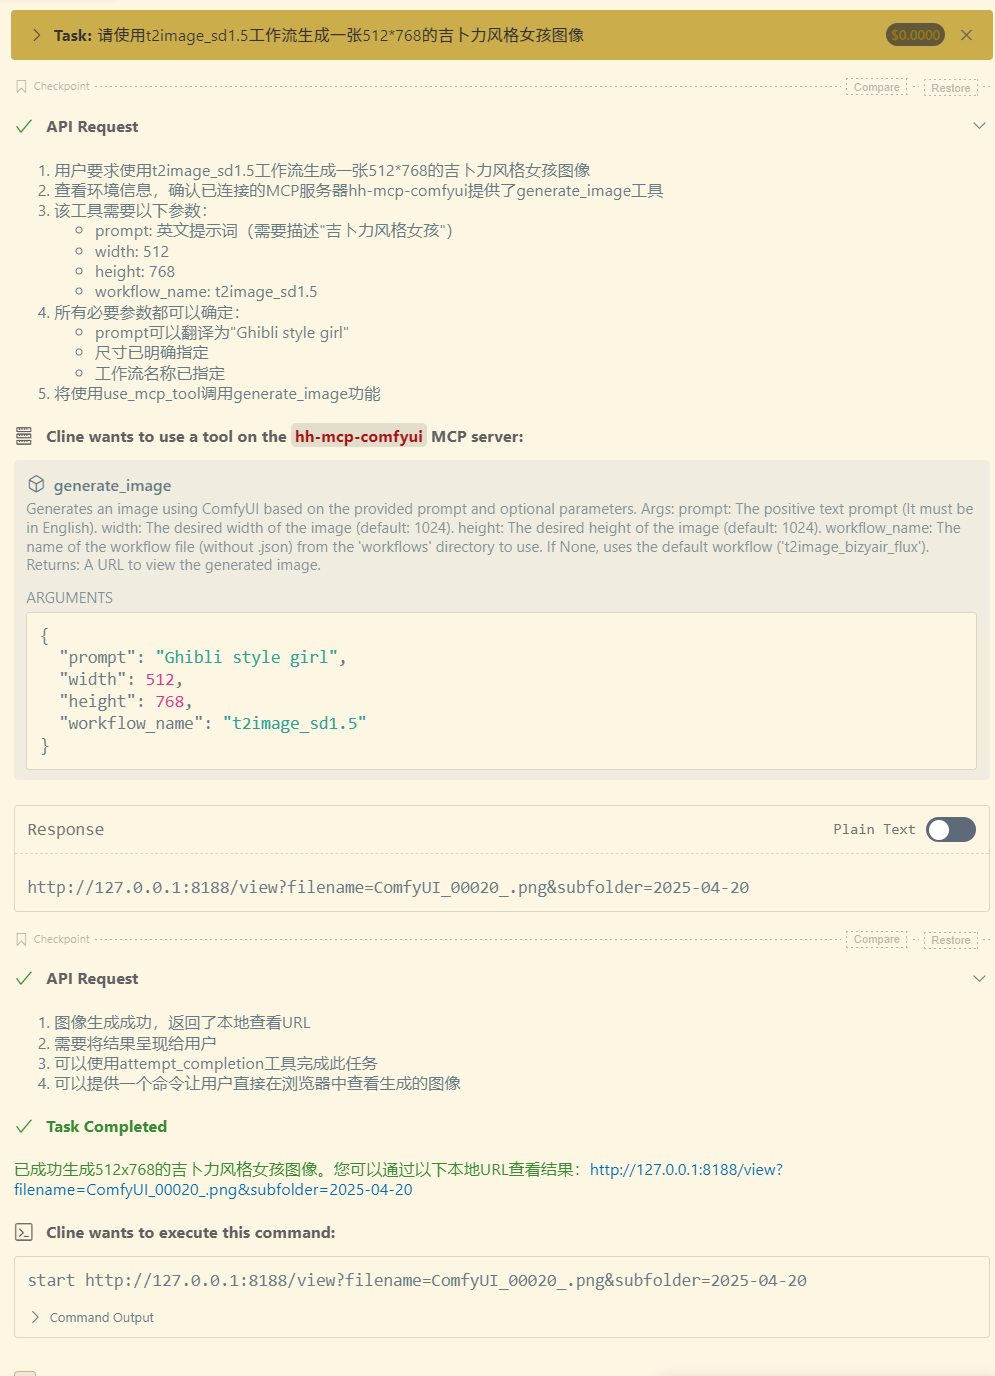 Task: 请使用t2image_sd1.5工作流生成一张512*768的吉卜力风格女孩图像
$0.0000
Checkpoint
Compare
Restore
API Request
1. 用户要求使用t2image_sd1.5工作流生成一张512*768的吉卜力风格女孩图像
2. 查看环境信息，确认已连接的MCP服务器hh-mcp-comfyui提供了generate_image工具
3. 该工具需要以下参数：
prompt: 英文提示词（需要描述"吉卜力风格女孩"）
width: 512
height: 768
workflow_name: t2image_sd1.5
4. 所有必要参数都可以确定：
prompt可以翻译为"Ghibli style girl"
尺寸已明确指定
工作流名称已指定
5. 将使用use_mcp_tool调用generate_image功能
Cline wants to use a tool on the hh-mcp-comfyui MCP server:
generate_image
Generates an image using ComfyUI based on the provided prompt and optional parameters. Args: prompt: The positive text prompt (It must be
in English). width: The desired width of the image (default: 1024). height: The desired height of the image (default: 1024). workflow_name: The
name of the workflow file (without .json) from the 'workflows' directory to use. If None, uses the default workflow ('t2image_bizyair_flux').
Returns: A URL to view the generated image.
ARGUMENTS
{
"prompt": "Ghibli style girl",
"width": 512,
"height": 768,
"workflow_name": "t2image_sd1.5"
}
Response
Plain Text
http://127.0.0.1:8188/view?filename=ComfyUI_00020_.png&subfolder=2025-04-20
Checkpoint
Compare
Restore
API Request
1. 图像生成成功，返回了本地查看URL
2. 需要将结果呈现给用户
3. 可以使用attempt_completion工具完成此任务
4. 可以提供一个命令让用户直接在浏览器中查看生成的图像
Task Completed
已成功生成512x768的吉卜力风格女孩图像。您可以通过以下本地URL查看结果：http://127.0.0.1:8188/view?
filename=ComfyUI_00020_.png&subfolder=2025-04-20
Cline wants to execute this command:
start http://127.0.0.1:8188/view?filename=ComfyUI_00020_.png&subfolder=2025-04-20
Command Output